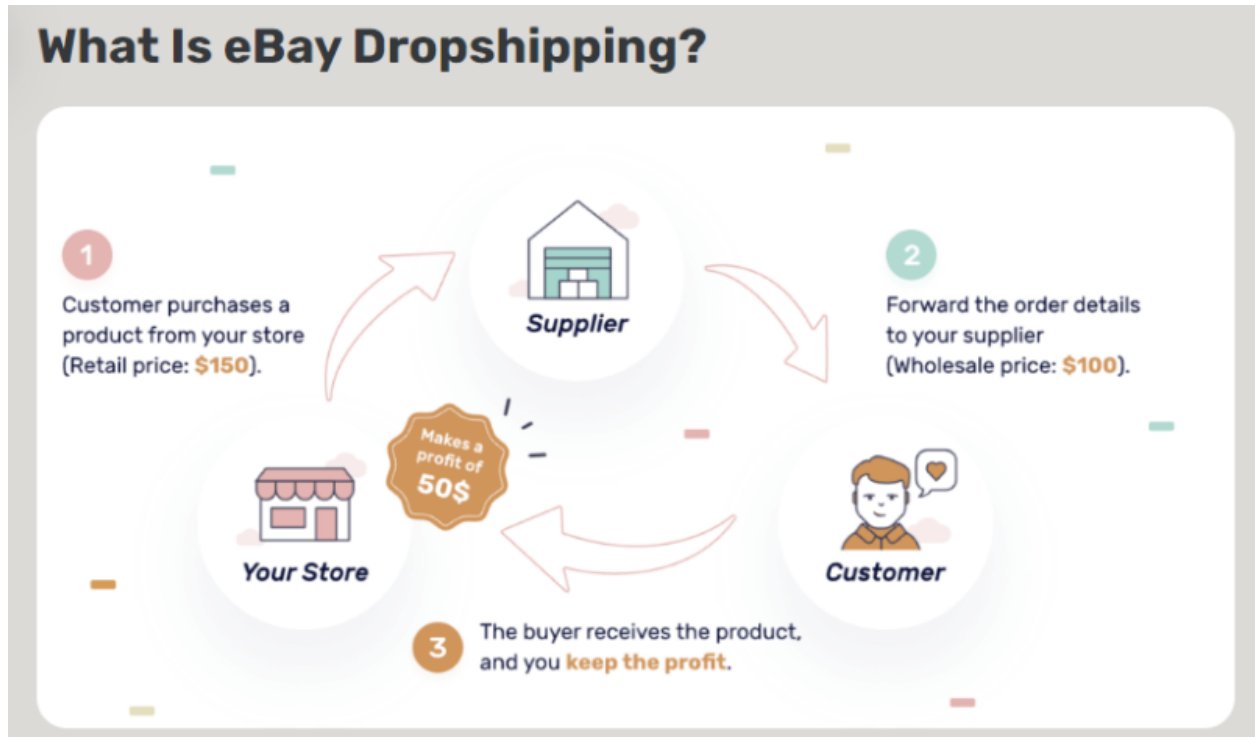 What Is eBay Dropshipping?
1
Customer purchases a
product from your store
(Retail price: $150).
Supplier
2
Forward the order details
to your supplier
(Wholesale price: $100).
Makes a
profit of
50$
Your Store
Customer
3
The buyer receives the product,
and you keep the profit.